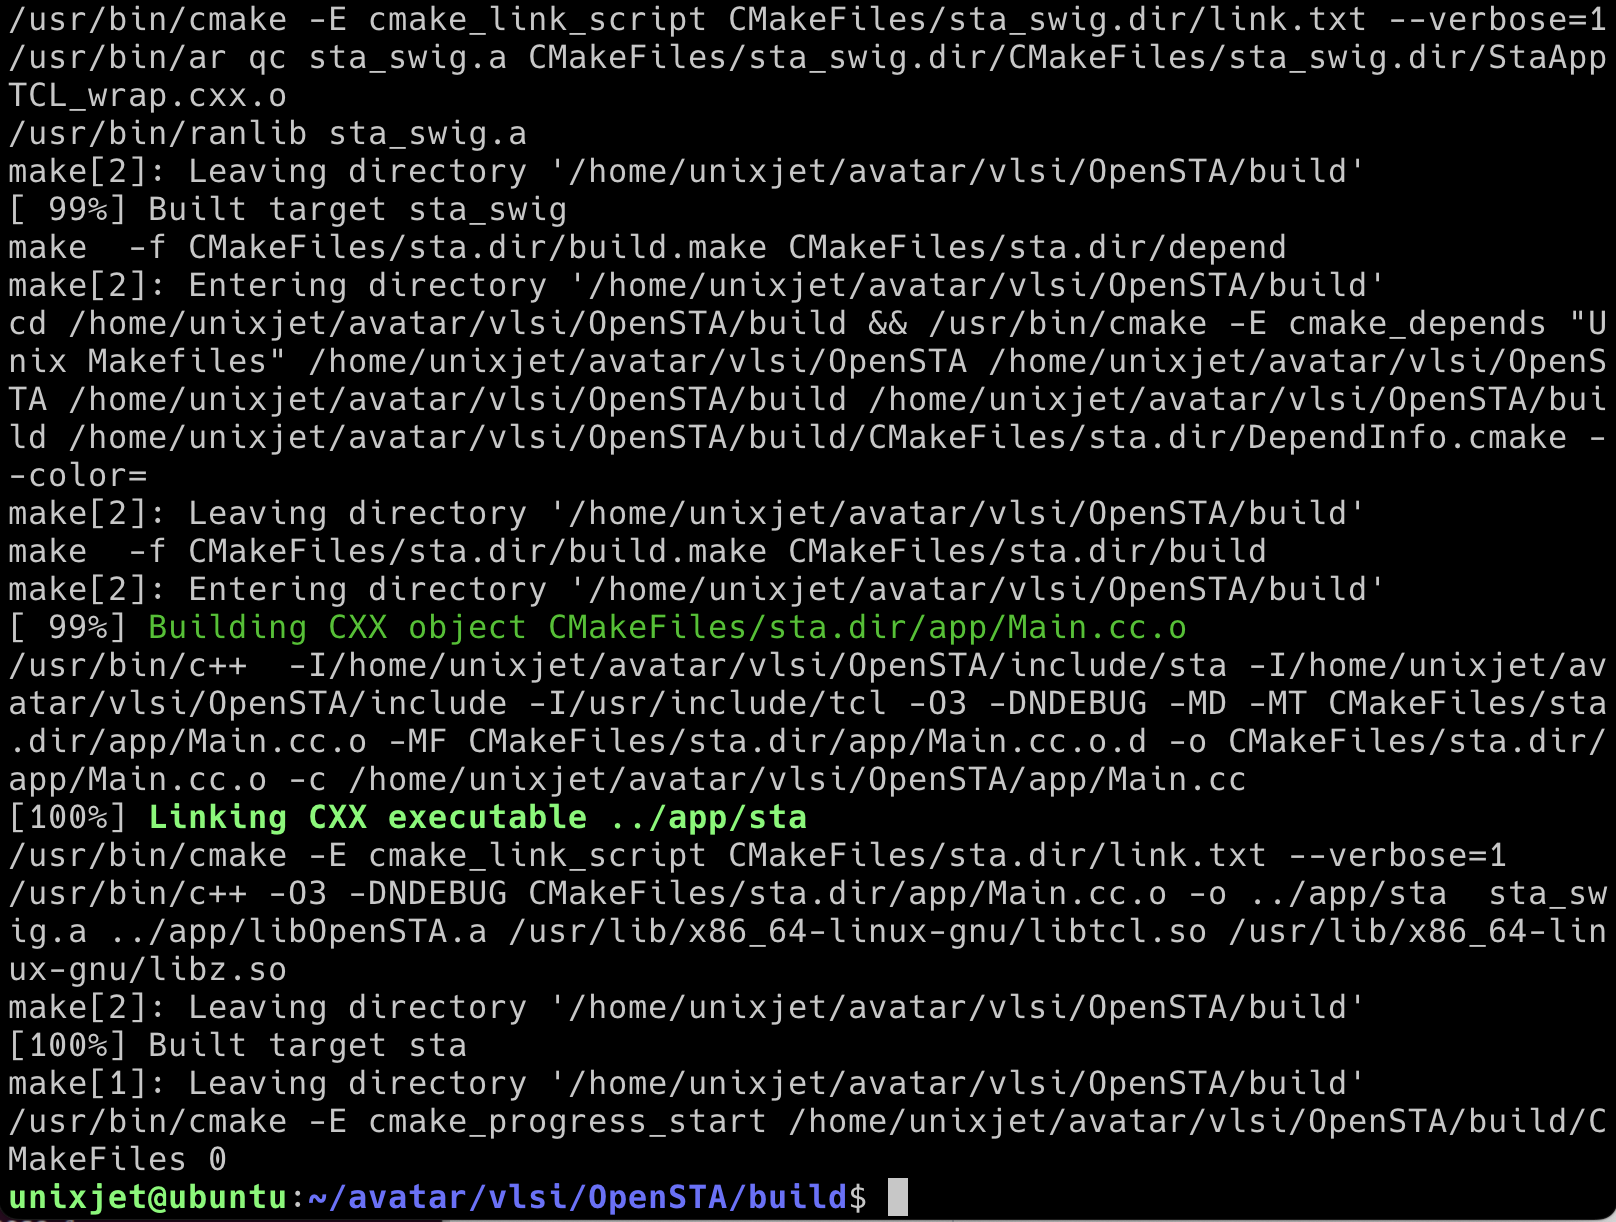 /usr/bin/cmake -E cmake_link_script CMakeFiles/sta_swig.dir/link.txt --verbose=1
/usr/bin/ar qc sta_swig.a CMakeFiles/sta_swig.dir/CMakeFiles/sta_swig.dir/StaApp
TCL_wrap.cxx.o
/usr/bin/ranlib sta_swig.a
make[2]: Leaving directory '/home/unixjet/avatar/vlsi/OpenSTA/build'
[ 99%] Built target sta_swig
make  -f CMakeFiles/sta.dir/build.make CMakeFiles/sta.dir/depend
make[2]: Entering directory '/home/unixjet/avatar/vlsi/OpenSTA/build'
cd /home/unixjet/avatar/vlsi/OpenSTA/build && /usr/bin/cmake -E cmake_depends "U
nix Makefiles" /home/unixjet/avatar/vlsi/OpenSTA /home/unixjet/avatar/vlsi/OpenS
TA /home/unixjet/avatar/vlsi/OpenSTA/build /home/unixjet/avatar/vlsi/OpenSTA/bui
ld /home/unixjet/avatar/vlsi/OpenSTA/build/CMakeFiles/sta.dir/DependInfo.cmake -
-color=
make[2]: Leaving directory '/home/unixjet/avatar/vlsi/OpenSTA/build'
make  -f CMakeFiles/sta.dir/build.make CMakeFiles/sta.dir/build
make[2]: Entering directory '/home/unixjet/avatar/vlsi/OpenSTA/build'
[ 99%] Building CXX object CMakeFiles/sta.dir/app/Main.cc.o
/usr/bin/c++  -I/home/unixjet/avatar/vlsi/OpenSTA/include/sta -I/home/unixjet/av
atar/vlsi/OpenSTA/include -I/usr/include/tcl -O3 -DNDEBUG -MD -MT CMakeFiles/sta
.dir/app/Main.cc.o -MF CMakeFiles/sta.dir/app/Main.cc.o.d -o CMakeFiles/sta.dir/
app/Main.cc.o -c /home/unixjet/avatar/vlsi/OpenSTA/app/Main.cc
[100%] Linking CXX executable ../app/sta
/usr/bin/cmake -E cmake_link_script CMakeFiles/sta.dir/link.txt --verbose=1
/usr/bin/c++ -O3 -DNDEBUG CMakeFiles/sta.dir/app/Main.cc.o -o ../app/sta  sta_sw
ig.a ../app/libOpenSTA.a /usr/lib/x86_64-linux-gnu/libtcl.so /usr/lib/x86_64-lin
ux-gnu/libz.so
make[2]: Leaving directory '/home/unixjet/avatar/vlsi/OpenSTA/build'
[100%] Built target sta
make[1]: Leaving directory '/home/unixjet/avatar/vlsi/OpenSTA/build'
/usr/bin/cmake -E cmake_progress_start /home/unixjet/avatar/vlsi/OpenSTA/build/C
MakeFiles 0
unixjet@ubuntu:~/avatar/vlsi/OpenSTA/build$